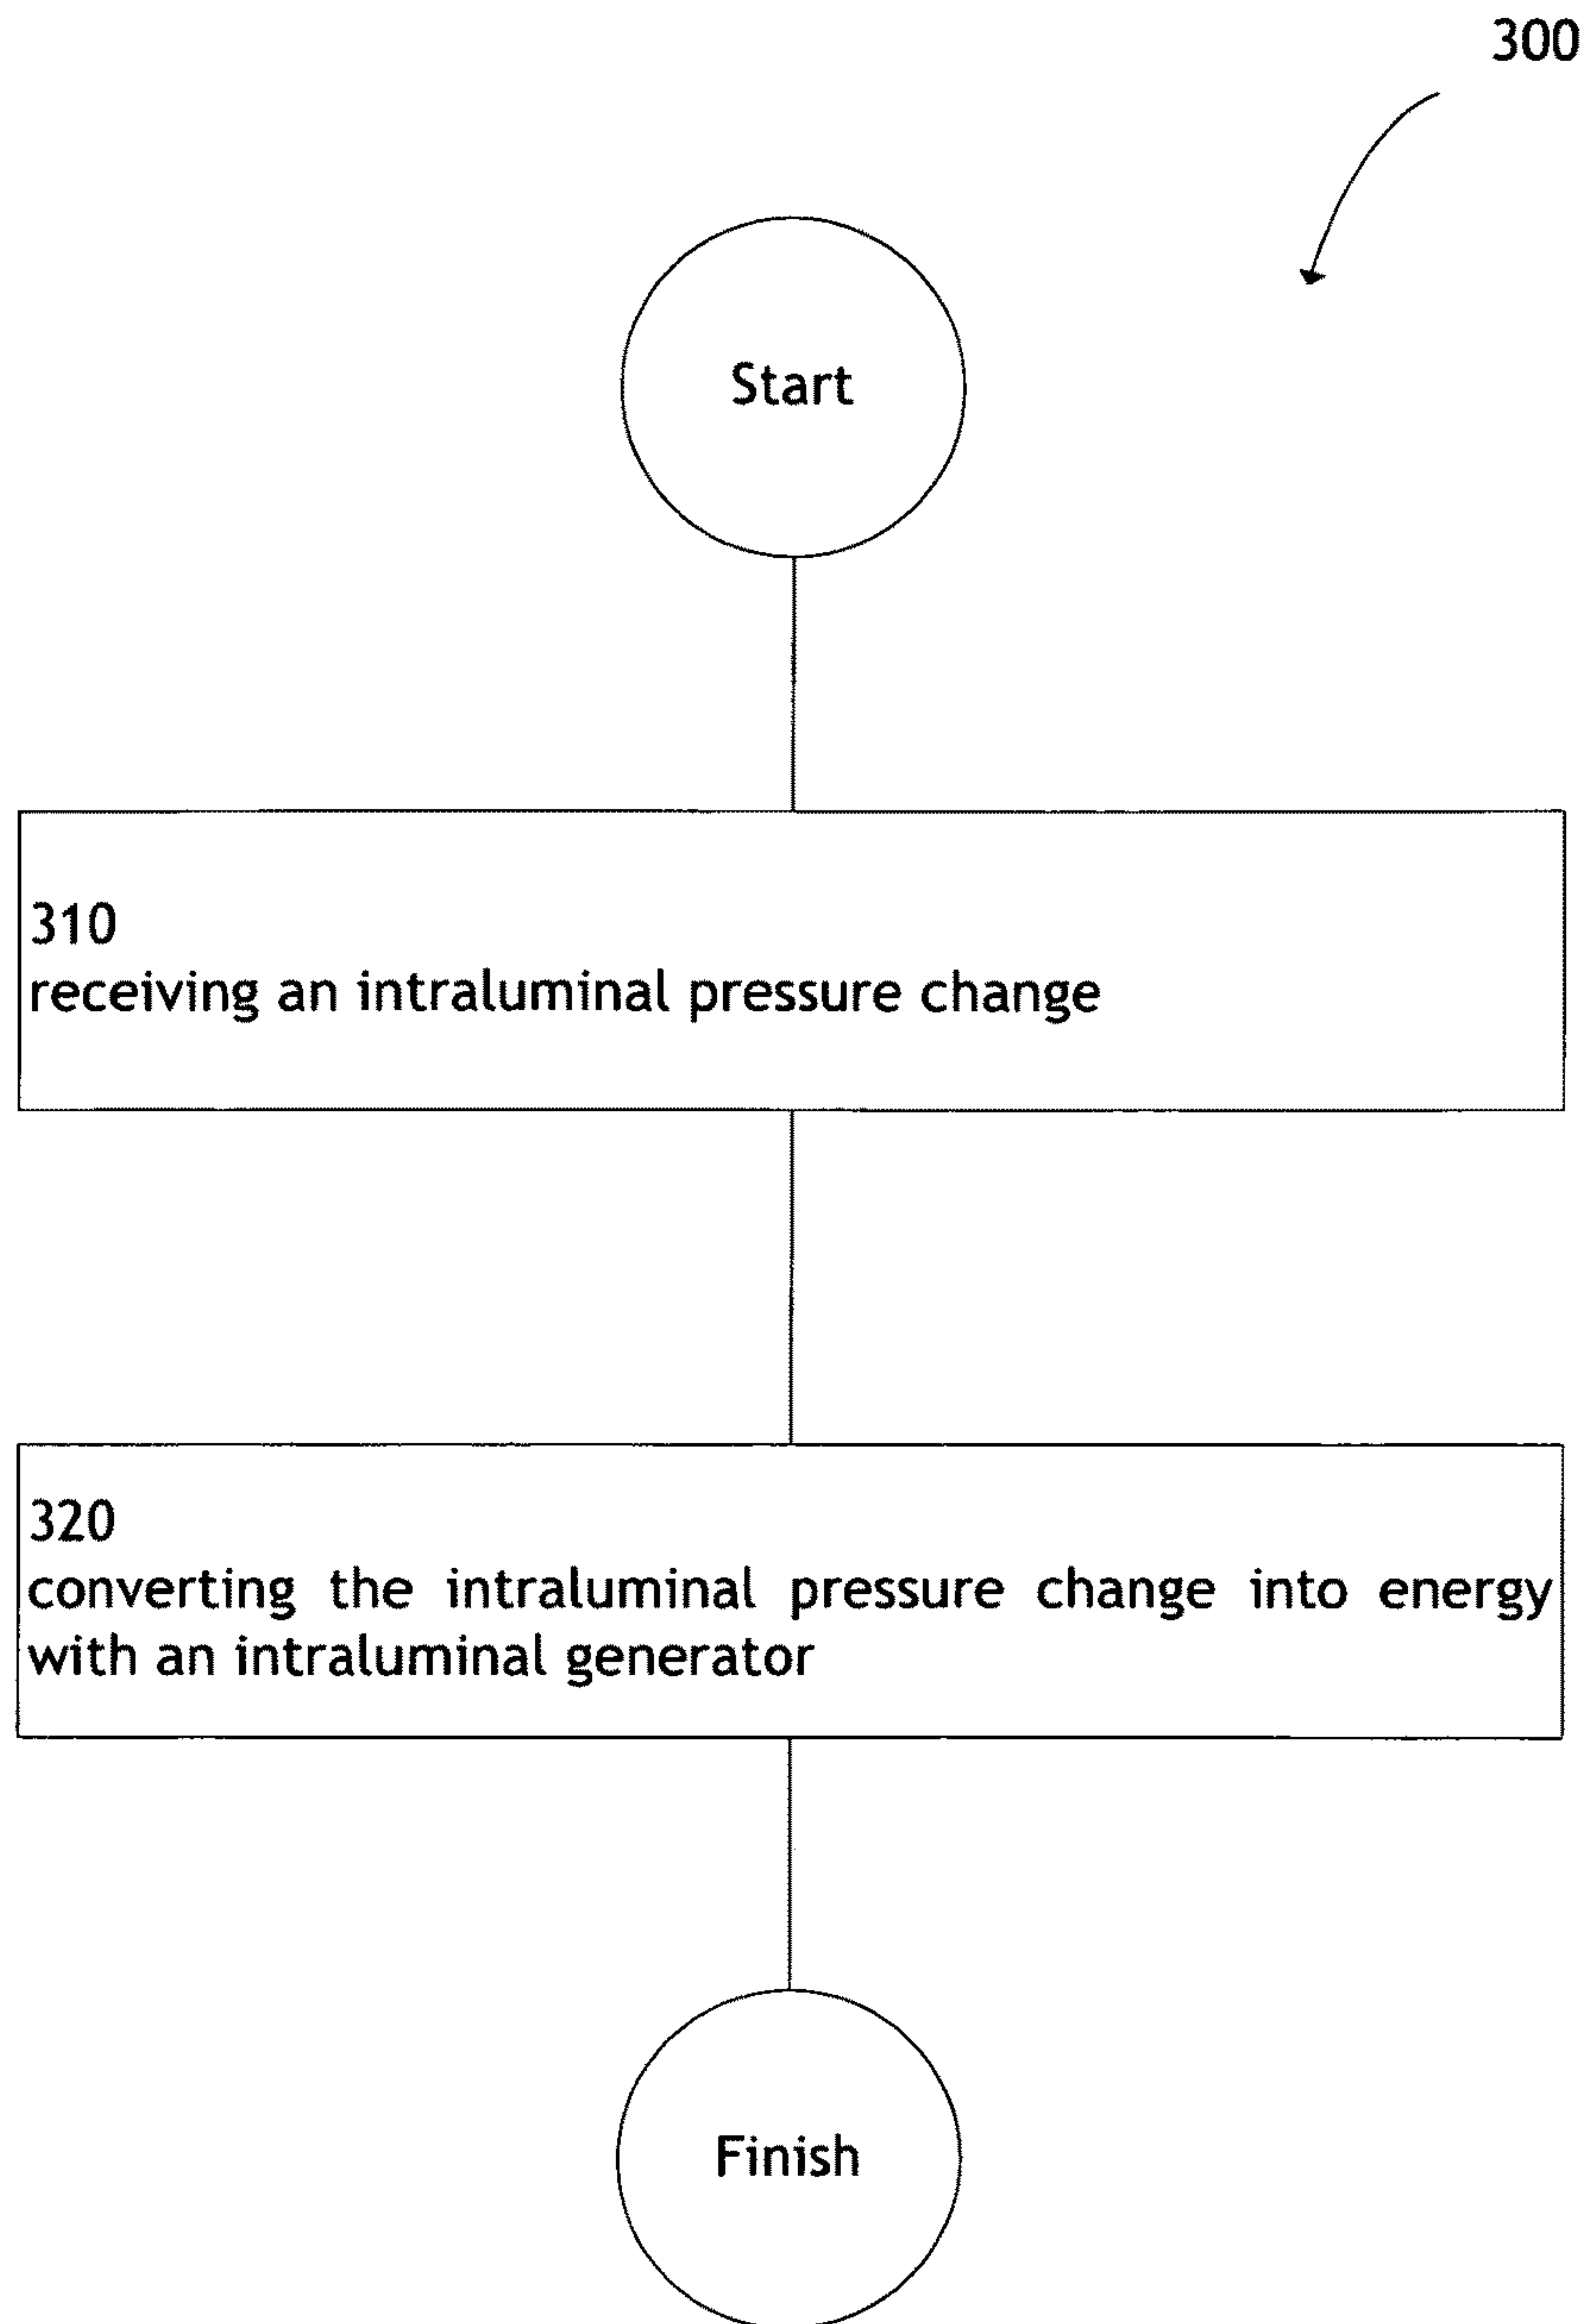 300
Start
310
receiving an intraluminal pressure change
320
converting the intraluminal pressure change into energy
with an intraluminal generator
Finish